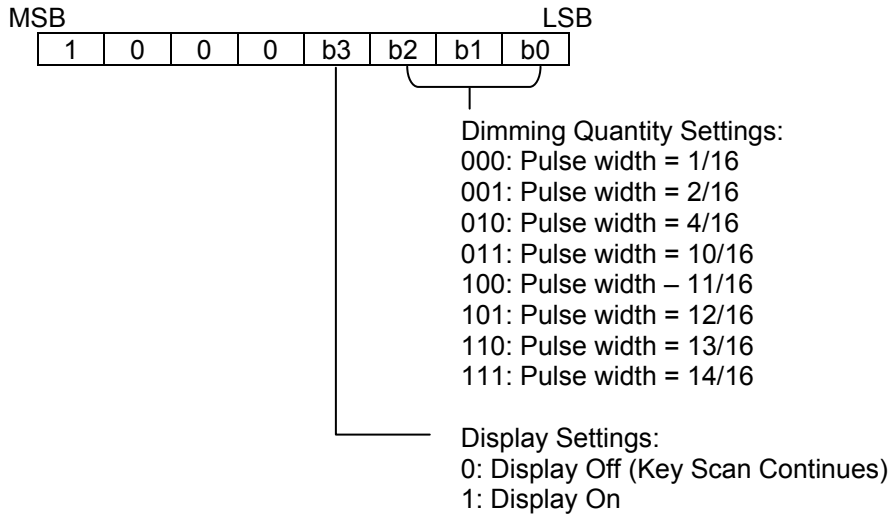 MSB LSB
1 0 0 0 b3 b2 b1 b0
Dimming Quantity Settings:
000: Pulse width = 1/16
001: Pulse width = 2/16
010: Pulse width = 4/16
011: Pulse width = 10/16
100: Pulse width – 11/16
101: Pulse width = 12/16
110: Pulse width = 13/16
111: Pulse width = 14/16
Display Settings:
0: Display Off (Key Scan Continues)
1: Display On